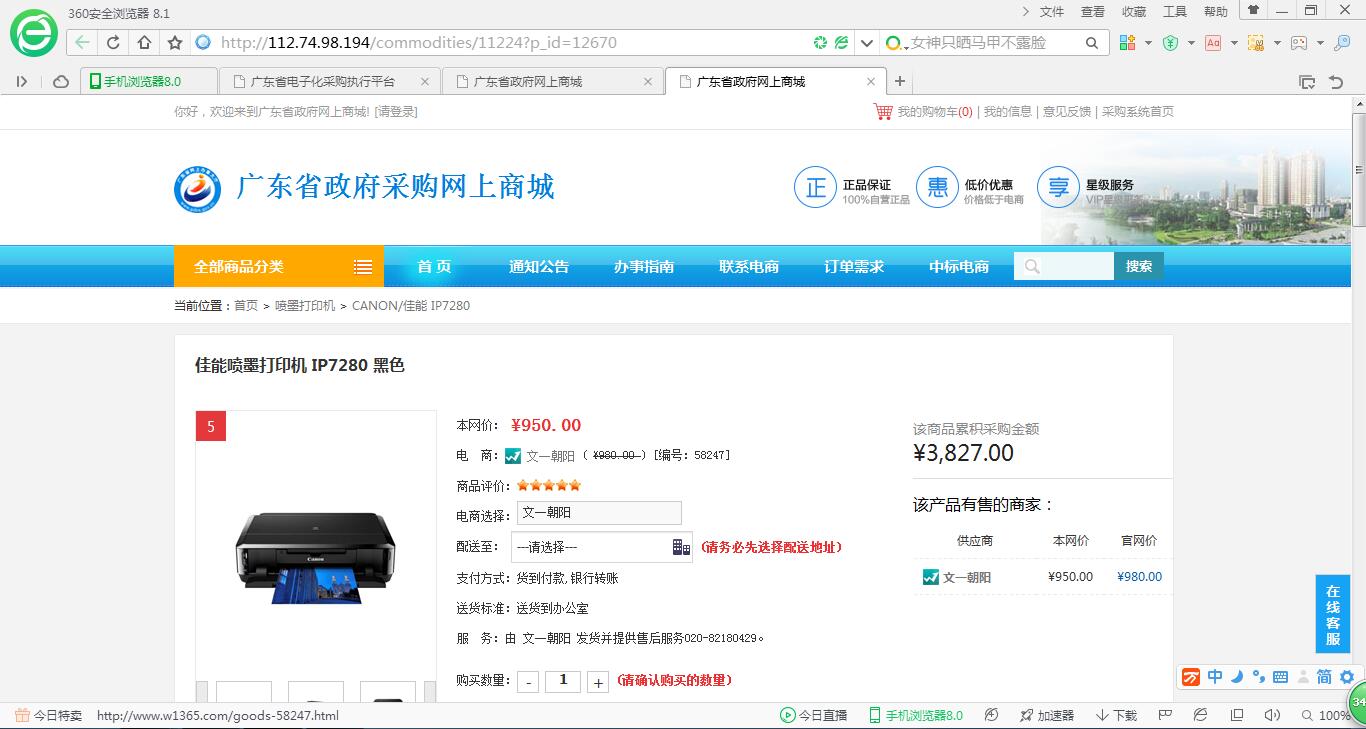 360安全浏览器 8.1
文件 查看 收藏 工具 帮助
http://112.74.98.194/commodities/11224?p_id=12670
女神只晒马甲不露脸
手机浏览器8.0
广东省电子化采购执行平台
广东省政府网上商城
广东省政府网上商城
你好，欢迎来到广东省政府网上商城! [请登录]
我的购物车(0) | 我的信息 | 意见反馈 | 采购系统首页
广东省政府采购网上商城
正 正品保证 100%自营正品
惠 低价优惠 价格低于电商
享 星级服务 VIP星级服务
全部商品分类 首 页 通知公告 办事指南 联系电商 订单需求 中标电商 搜索
当前位置：首页 > 喷墨打印机 > CANON/佳能 IP7280
佳能喷墨打印机 IP7280 黑色
5
Canon
本网价： ¥950.00
电 商： 文一朝阳 ( ¥980.00 ) [编号: 58247]
商品评价：
电商选择： 文一朝阳
配送至： ---请选择--- (请务必先选择配送地址)
支付方式：货到付款,银行转账
送货标准：送货到办公室
服 务：由 文一朝阳 发货并提供售后服务020-82180429。
购买数量： - 1 + (请确认购买的数量)
该商品累积采购金额
¥3,827.00
该产品有售的商家：
供应商 本网价 官网价
文一朝阳 ¥950.00 ¥980.00
在线客服
中 简
34
今日特卖 http://www.w1365.com/goods-58247.html
今日直播 手机浏览器8.0 加速器 下载 100%